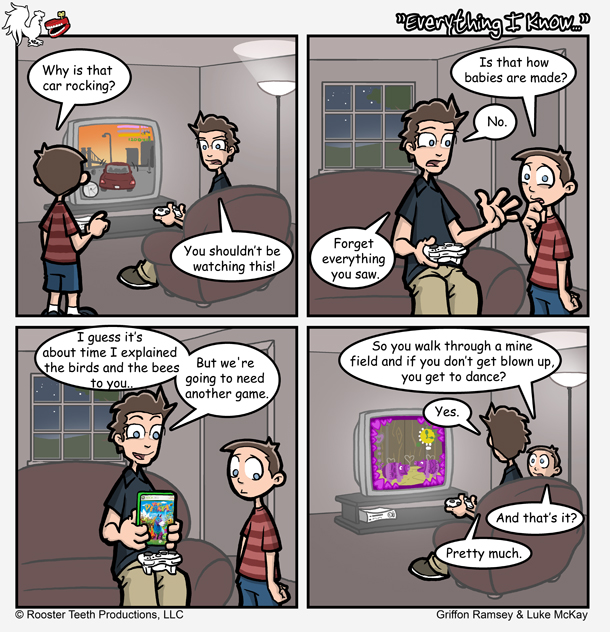 "Everything I Know..."
Why is that
car rocking?
You shouldn't be
watching this!
Is that how
babies are made?
No.
Forget
everything
you saw.
I guess it's
about time I explained
the birds and the bees
to you..
But we're
going to need
another game.
So you walk through a mine
field and if you don't get blown up,
you get to dance?
Yes.
And that's it?
Pretty much.
© Rooster Teeth Productions, LLC
Griffon Ramsey & Luke McKay